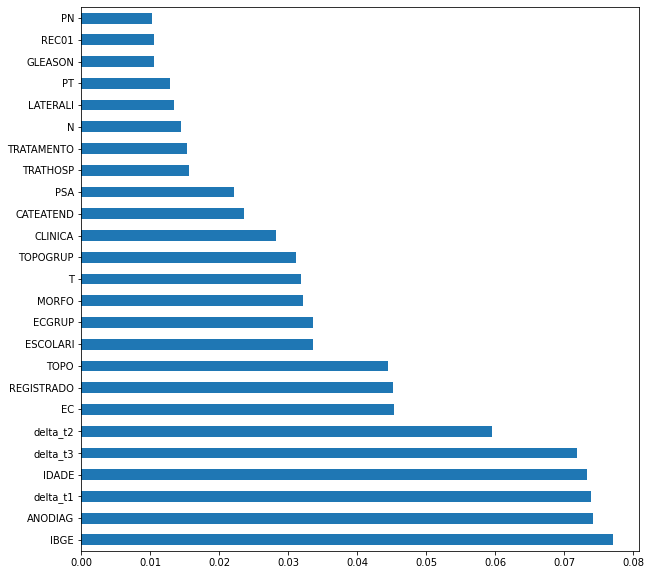 PN
REC01
GLEASON
PT
LATERALI
N
TRATAMENTO
TRATHOSP
PSA
CATEATEND
CLINICA
TOPOGRUP
T
MORFO
ECGRUP
ESCOLARI
TOPO
REGISTRADO
EC
delta_t2
delta_t3
IDADE
delta_t1
ANODIAG
IBGE
0.00 0.01 0.02 0.03 0.04 0.05 0.06 0.07 0.08